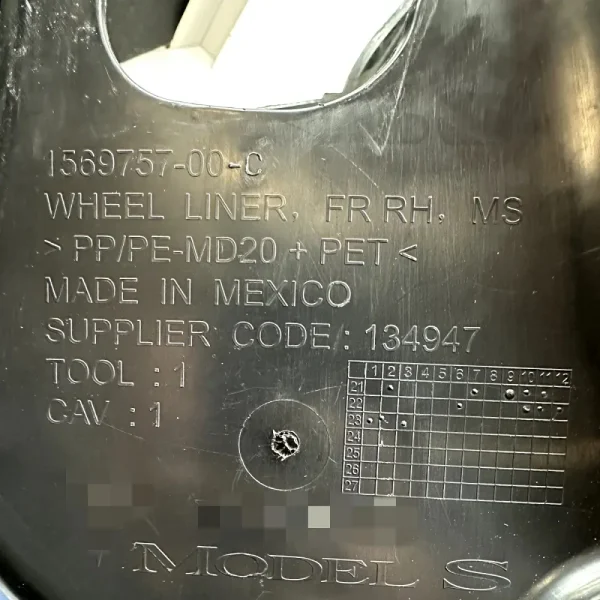 1569757-00-C
WHEEL LINER, FR RH, MS
> PP/PE-MD20 + PET <
MADE IN MEXICO
SUPPLIER CODE : 134947
TOOL : 1
CAV : 1
1 2 3 4 5 6 7 8 9 10 11 12
21
22
23
24
25
26
27
MODEL S